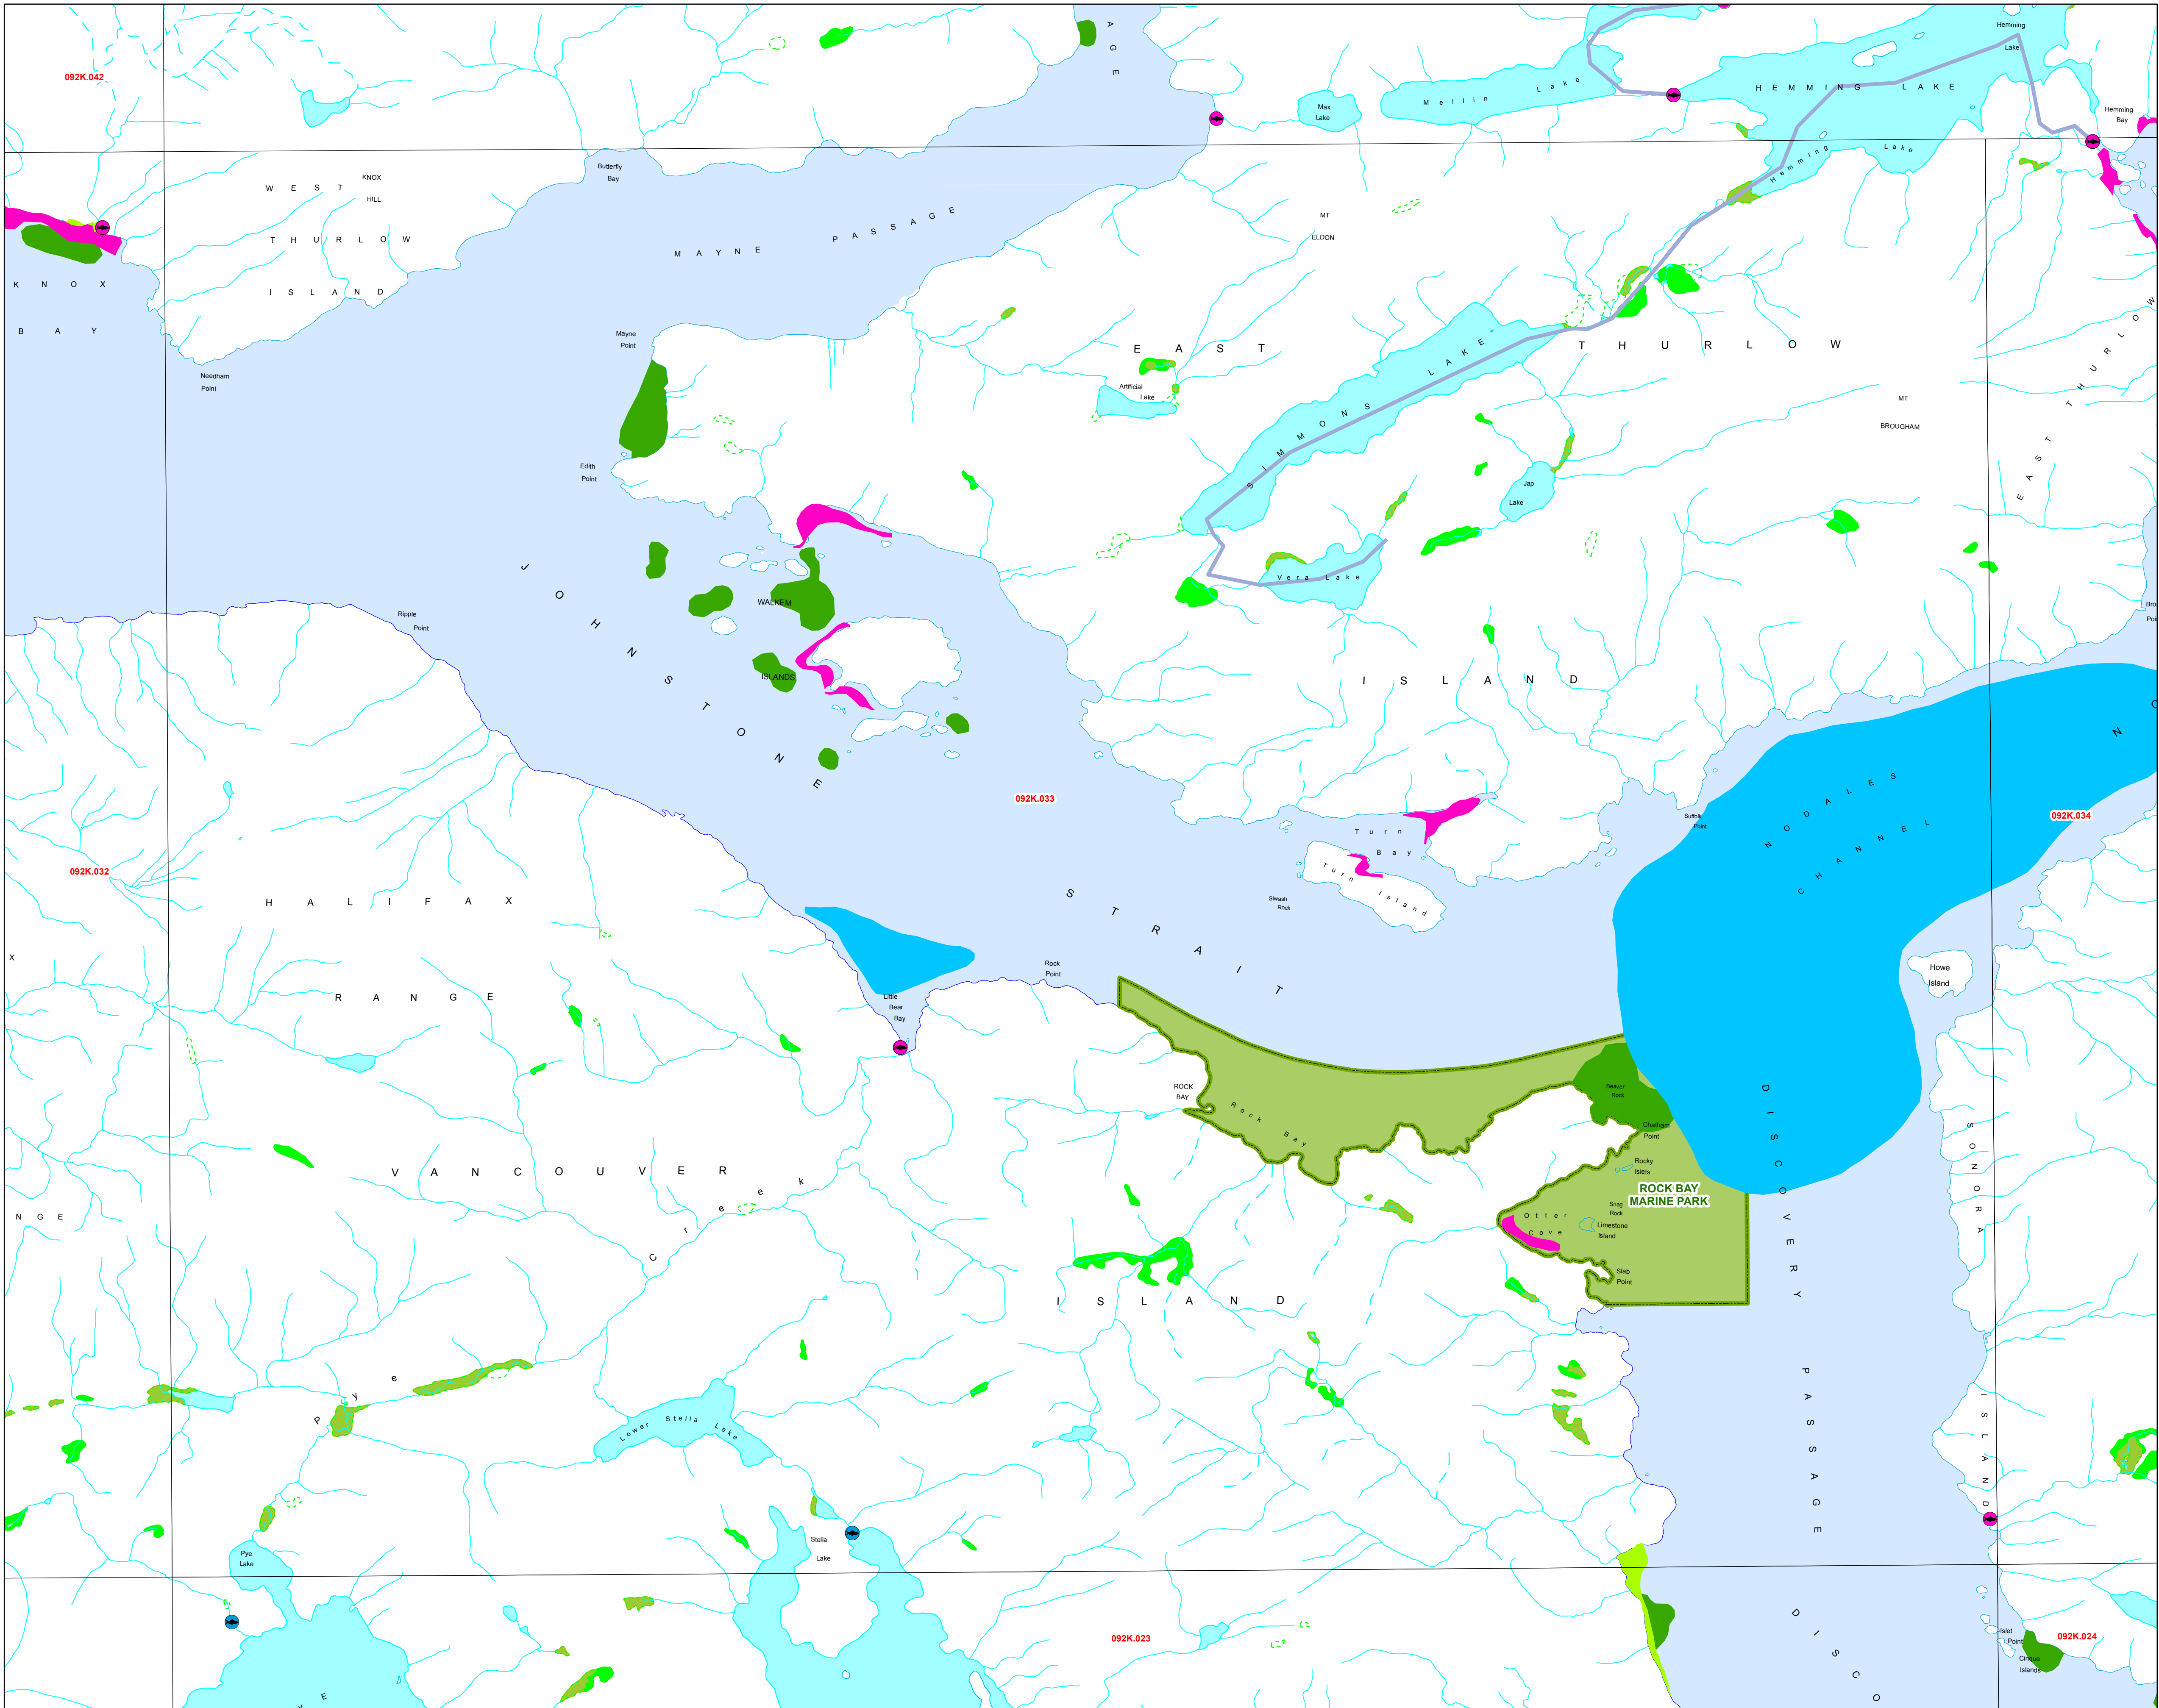 A G E
Hemming
Lake
092K.042
HEMMING LAKE
Mellin Lake
Max
Lake
Hemming
Bay
Hemming Lake
Butterfly
Bay
KNOX
HILL
WEST
THURLOW
ISLAND
MAYNE PASSAGE
MT
ELDON
KNOX
BAY
Mayne
Point
Needham
Point
EAST
THURLOW
EAST THURLOW
SIMMONS LAKE
Artificial
Lake
MT
BROUGHAM
Edith
Point
Jap
Lake
Vera Lake
JOHNSTONE
WALKEM
Ripple
Point
Bro
Poi
ISLANDS
ISLAND
N O
092K.033
NODALES
CHANNEL
Suffolk
Point
092K.034
Turn
Bay
Turn Island
092K.032
HALIFAX
STRAIT
Siwash
Rock
X
Rock
Point
Howe
Island
RANGE
Little
Bear
Bay
ROCK
BAY
Rock Bay
Beaver
Rock
Chatham
Point
DISCOVERY
SONORA
VANCOUVER
Rocky
Islets
ROCK BAY
MARINE PARK
Snag
Rock
Otter
Cove
Limestone
Island
NGE
Slab
Point
ISLAND
Pye Creek
PASSAGE
ISLAND
Lower Stella Lake
Stella
Lake
Pye
Lake
092K.023
DISCO
Islet
Point
092K.024
Cinque
Islands
E